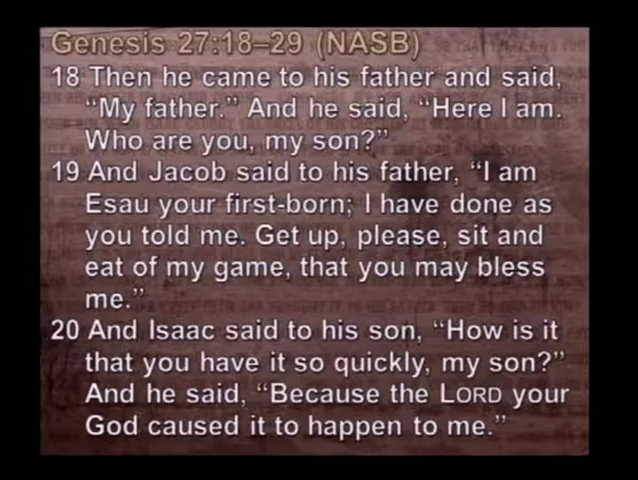 Genesis 27:18–29 (NASB)
18 Then he came to his father and said,
“My father.” And he said, “Here I am.
Who are you, my son?”
19 And Jacob said to his father, “I am
Esau your first-born; I have done as
you told me. Get up, please, sit and
eat of my game, that you may bless
me.”
20 And Isaac said to his son, “How is it
that you have it so quickly, my son?”
And he said, “Because the LORD your
God caused it to happen to me.”